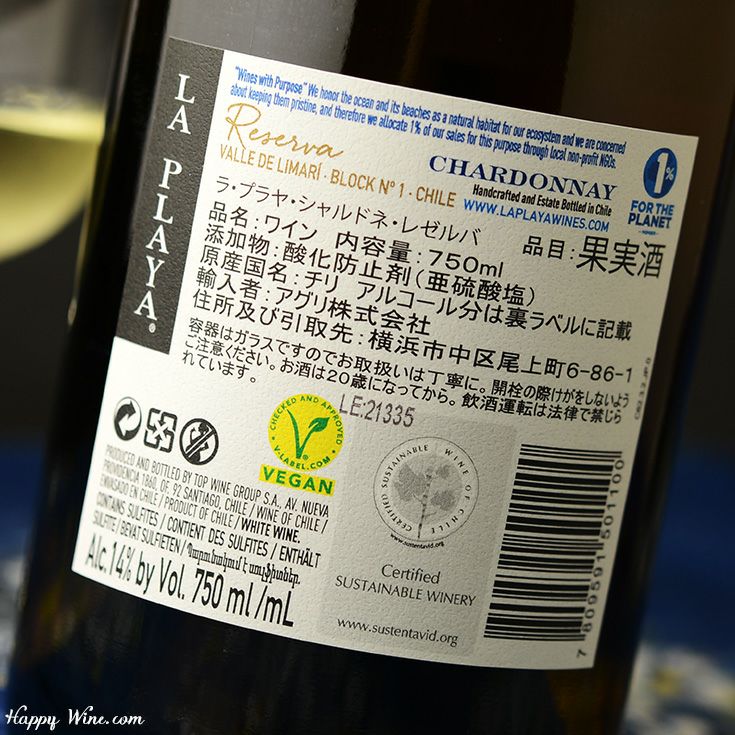 LA PLAYA®
"Wines with Purpose" We honor the ocean and its beaches as a natural habitat for our ecosystem and we are concerned
about keeping them pristine, and therefore we allocate 1% of our sales for this purpose through local non-profit NGOs.
Reserva
VALLE DE LIMARÍ · BLOCK Nº 1 · CHILE
CHARDONNAY
Handcrafted and Estate Bottled in Chile
WWW.LAPLAYAWINES.COM
1%
FOR THE
PLANET
MEMBER
ラ・プラヤ・シャルドネ・レゼルバ
品名:ワイン 内容量:750ml 品目:果実酒
添加物:酸化防止剤(亜硫酸塩)
原産国名:チリ アルコール分は裏ラベルに記載
輸入者:アグリ株式会社
住所及び引取先:横浜市中区尾上町6-86-1
容器はガラスですのでお取扱いは丁寧に。開栓の際けがをしないよう
ご注意ください。お酒は20歳になってから。飲酒運転は法律で禁じら
れています。
LE:21335
CHECKED AND APPROVED
V-LABEL.COM
VEGAN
CERTIFIED SUSTAINABLE WINE OF CHILE
www.sustentavid.org
Certified
SUSTAINABLE WINERY
www.sustentavid.org
PRODUCED AND BOTTLED BY TOP WINE GROUP S.A., AV. NUEVA
PROVIDENCIA 1860, OF. 92 SANTIAGO, CHILE / WINE OF CHILE /
ENVASADO EN CHILE / PRODUCT OF CHILE / WHITE WINE.
CONTAINS SULFITES / CONTIENT DES SULFITES / ENTHÄLT
SULFITE / BEVAT SULFIETEN / Պարունակում է սուլֆիտներ.
Alc. 14% by Vol. 750 ml /mL
7 809591 501100
Happy Wine.com